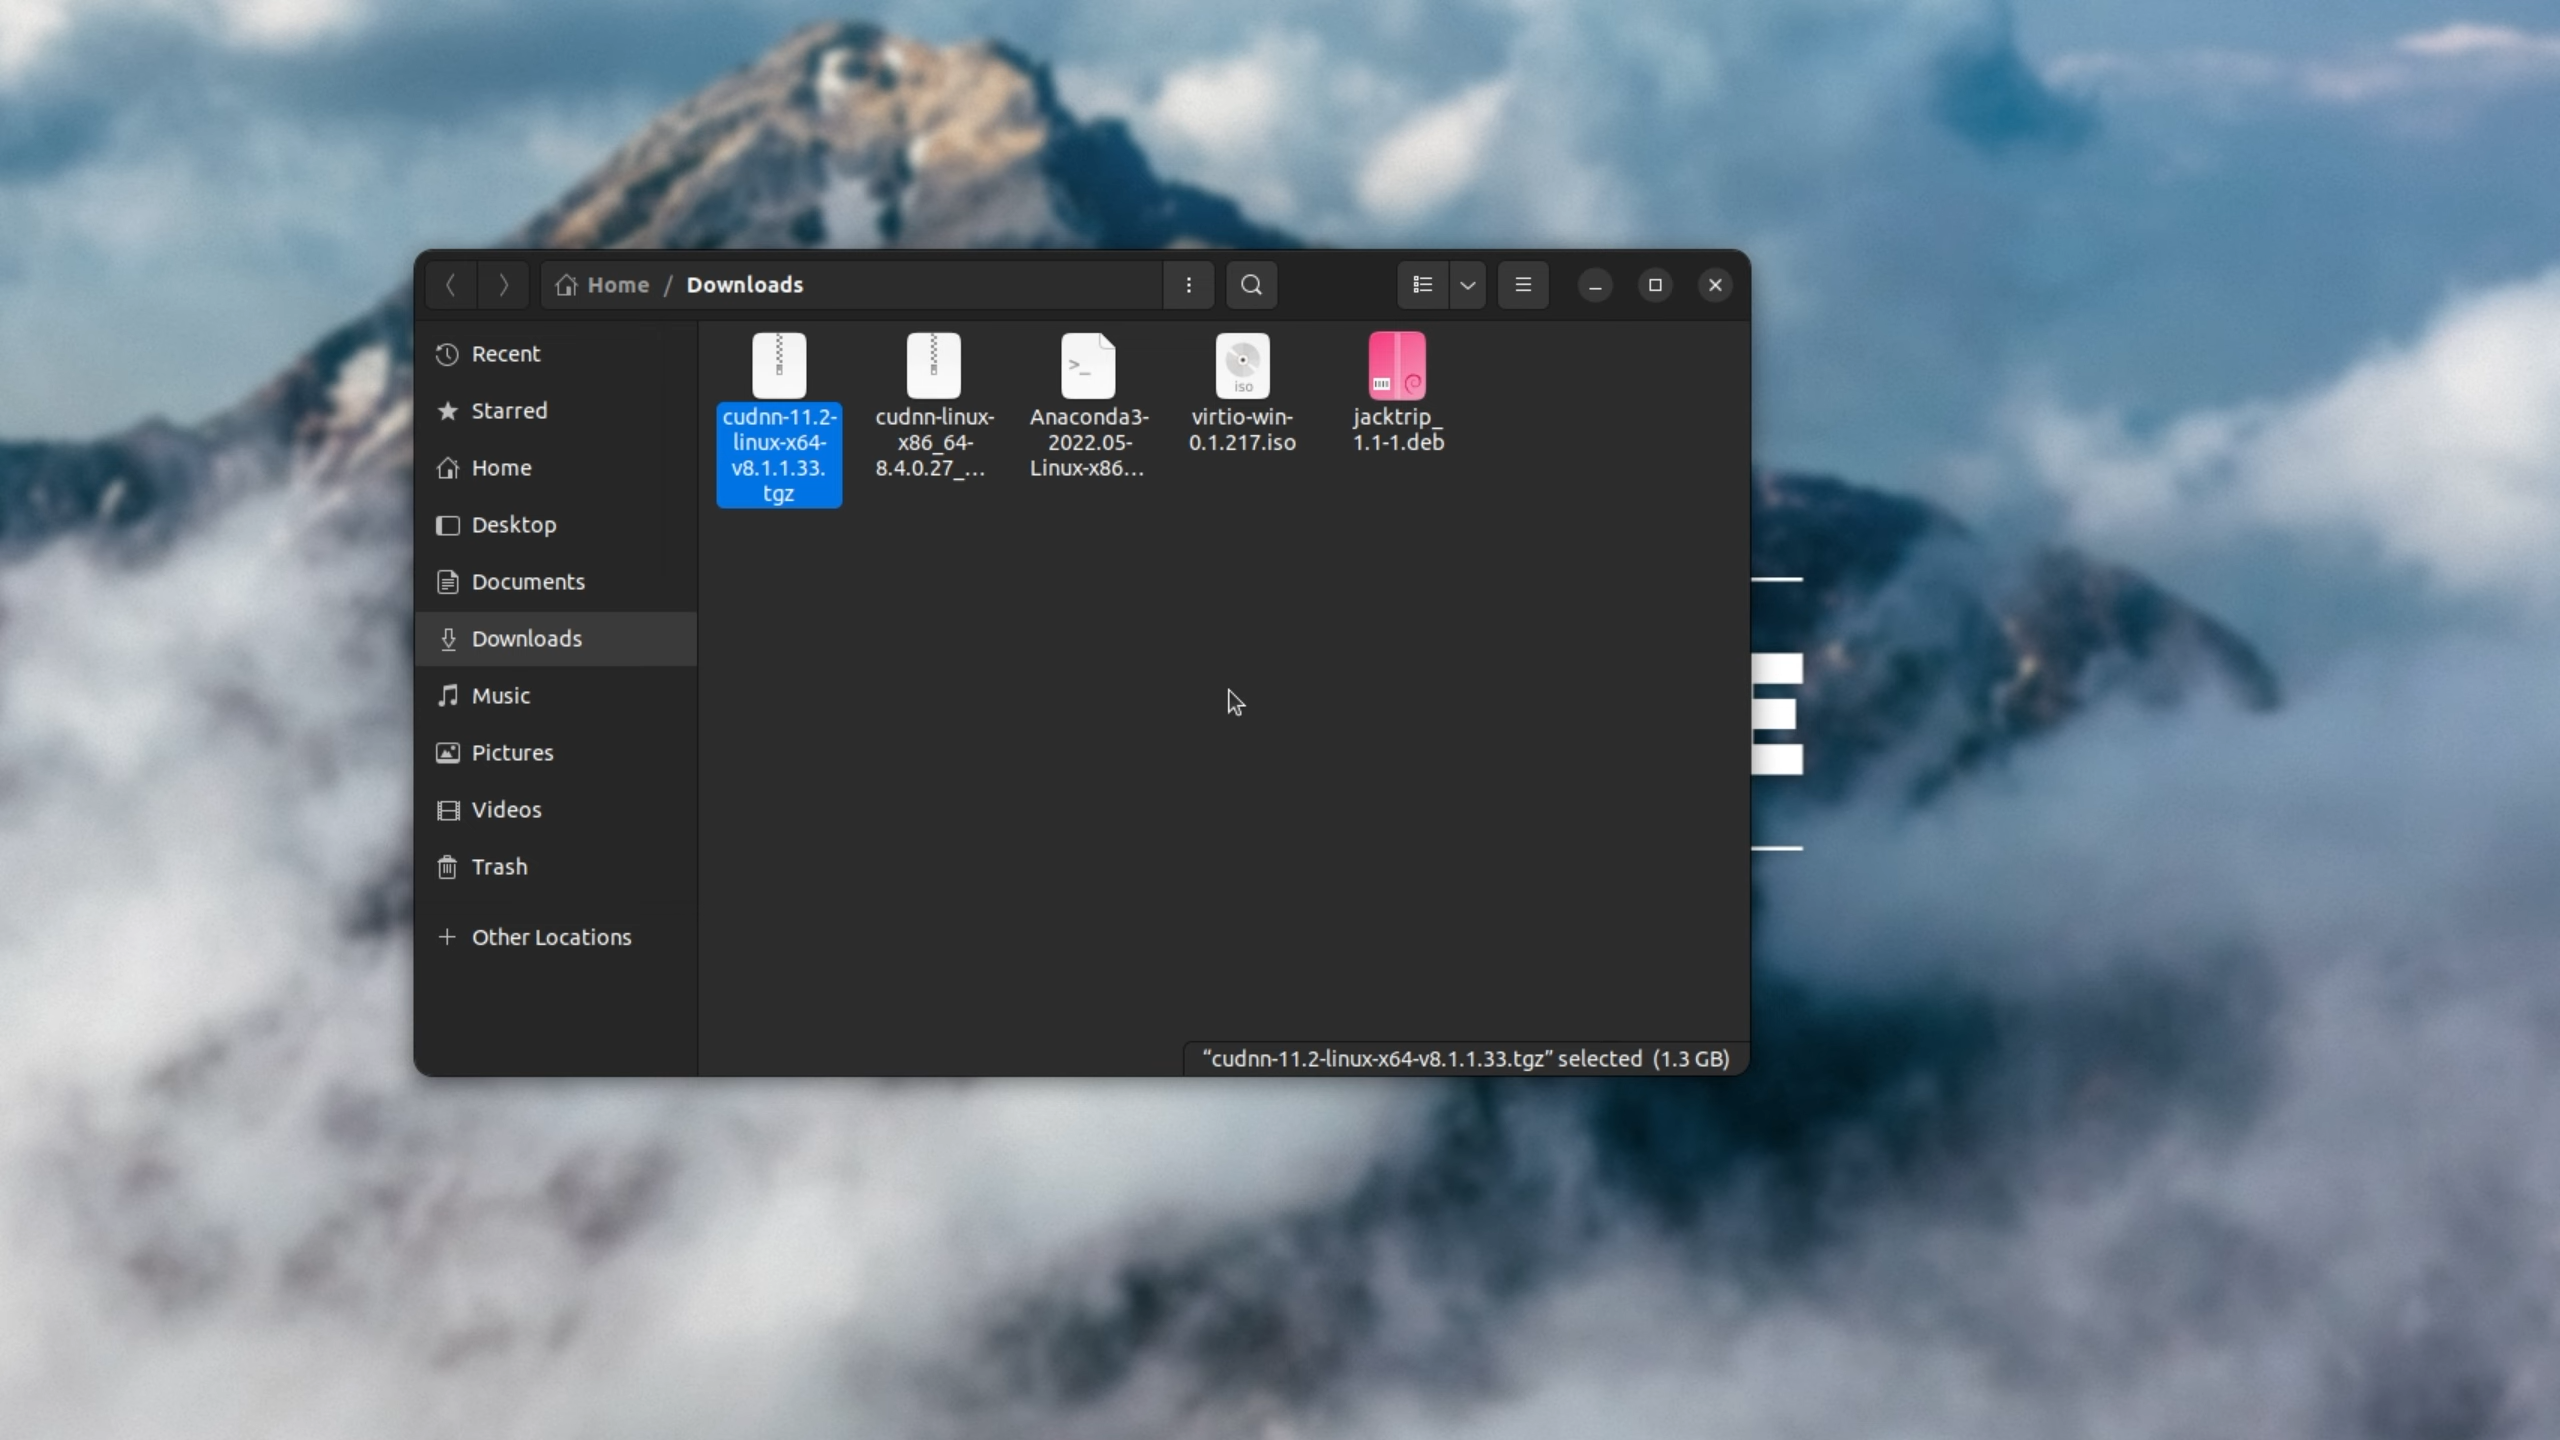 Home / Downloads
Recent
Starred
Home
Desktop
Documents
Downloads
Music
Pictures
Videos
Trash
+ Other Locations
cudnn-11.2-
linux-x64-
v8.1.1.33.
tgz
cudnn-linux-
x86_64-
8.4.0.27_...
>_
Anaconda3-
2022.05-
Linux-x86...
iso
virtio-win-
0.1.217.iso
jacktrip_
1.1-1.deb
E
“cudnn-11.2-linux-x64-v8.1.1.33.tgz” selected (1.3 GB)